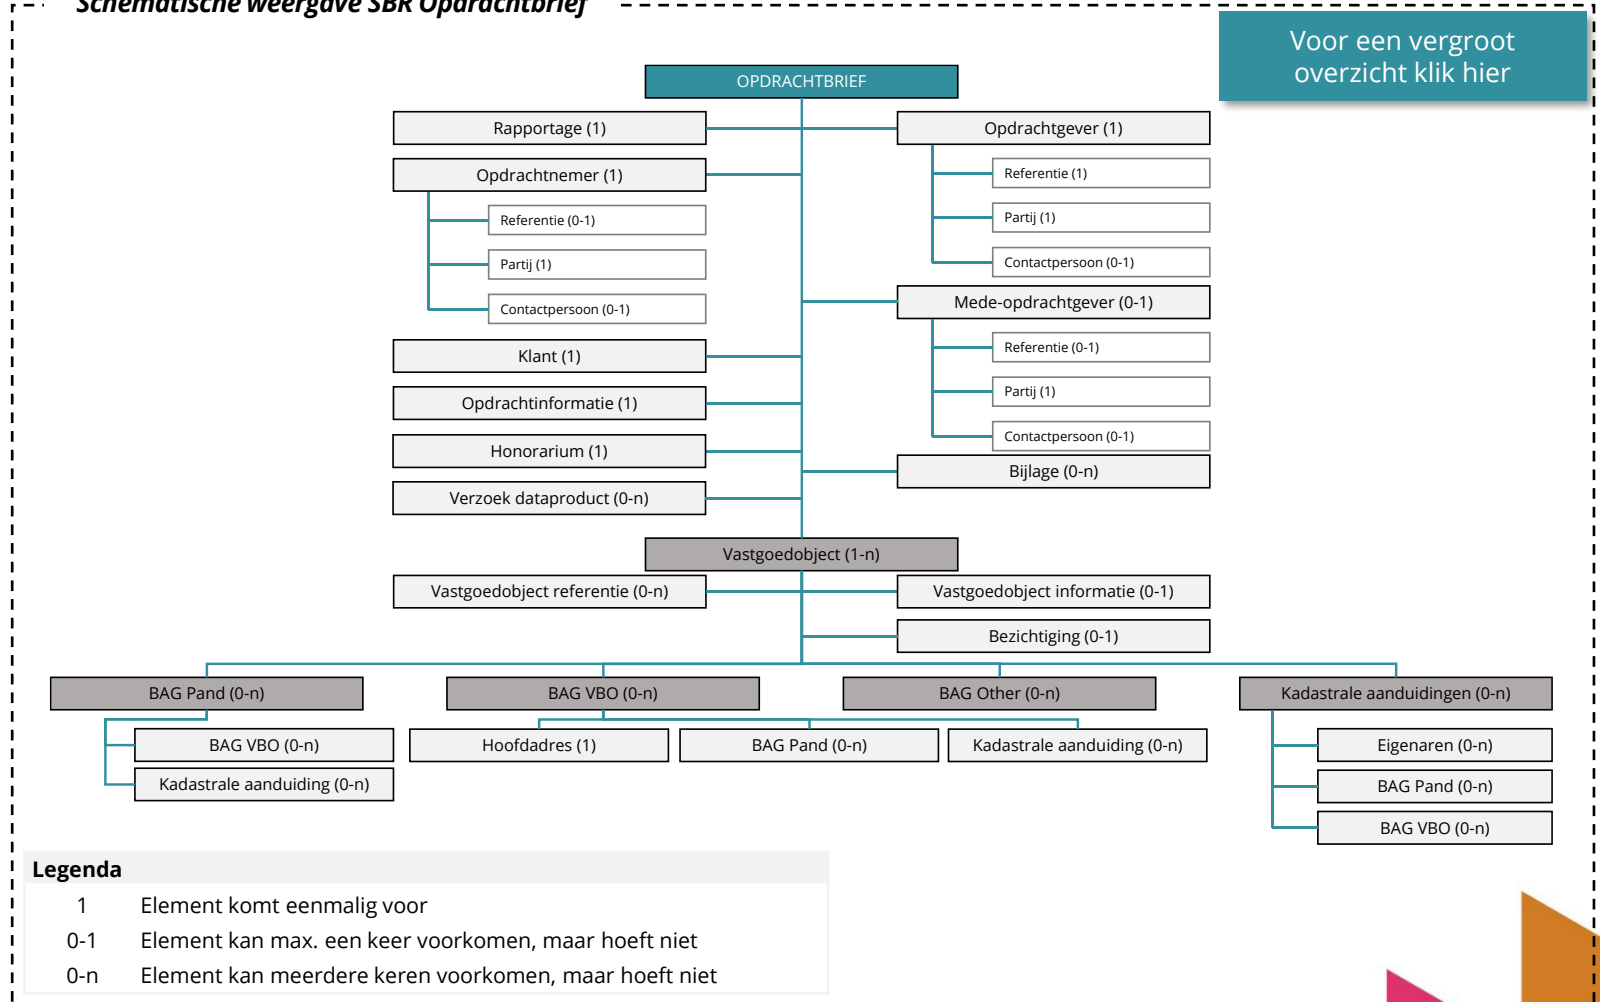 Schematische weergave SBR Opdrachtbrief
Voor een vergroot
overzicht klik hier
OPDRACHTBRIEF
Rapportage (1)
Opdrachtgever (1)
Opdrachtnemer (1)
Referentie (1)
Referentie (0-1)
Partij (1)
Partij (1)
Contactpersoon (0-1)
Contactpersoon (0-1)
Mede-opdrachtgever (0-1)
Klant (1)
Referentie (0-1)
Opdrachtinformatie (1)
Partij (1)
Honorarium (1)
Contactpersoon (0-1)
Bijlage (0-n)
Verzoek dataproduct (0-n)
Vastgoedobject (1-n)
Vastgoedobject referentie (0-n)
Vastgoedobject informatie (0-1)
Bezichtiging (0-1)
BAG Pand (0-n)
BAG VBO (0-n)
BAG Other (0-n)
Kadastrale aanduidingen (0-n)
BAG VBO (0-n)
Hoofdadres (1)
BAG Pand (0-n)
Kadastrale aanduiding (0-n)
Eigenaren (0-n)
Kadastrale aanduiding (0-n)
BAG Pand (0-n)
BAG VBO (0-n)
Legenda
1 Element komt eenmalig voor
0-1 Element kan max. een keer voorkomen, maar hoeft niet
0-n Element kan meerdere keren voorkomen, maar hoeft niet